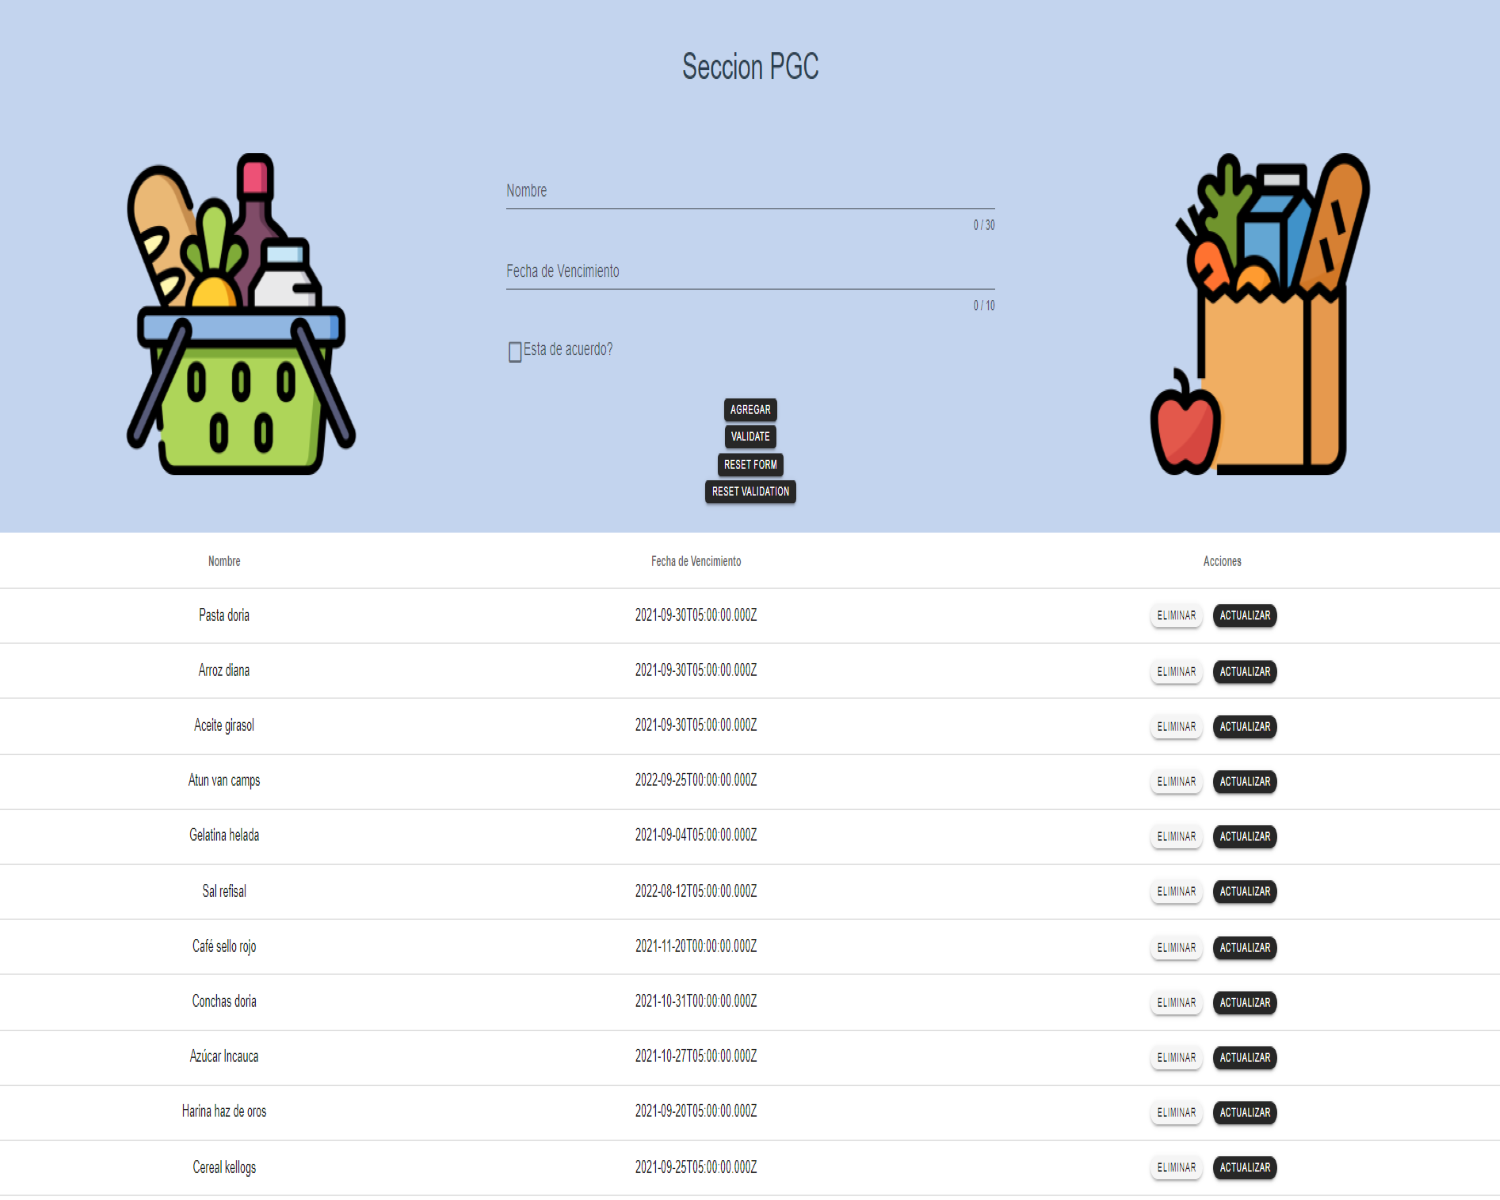 Seccion PGC
Nombre
0 / 30
Fecha de Vencimiento
0 / 10
Esta de acuerdo?
AGREGAR
VALIDATE
RESET FORM
RESET VALIDATION
Nombre Fecha de Vencimiento Acciones
Pasta doria 2021-09-30T05:00:00.000Z ELIMINAR ACTUALIZAR
Arroz diana 2021-09-30T05:00:00.000Z ELIMINAR ACTUALIZAR
Aceite girasol 2021-09-30T05:00:00.000Z ELIMINAR ACTUALIZAR
Atun van camps 2022-09-25T00:00:00.000Z ELIMINAR ACTUALIZAR
Gelatina helada 2021-09-04T05:00:00.000Z ELIMINAR ACTUALIZAR
Sal refisal 2022-08-12T05:00:00.000Z ELIMINAR ACTUALIZAR
Café sello rojo 2021-11-20T00:00:00.000Z ELIMINAR ACTUALIZAR
Conchas doria 2021-10-31T00:00:00.000Z ELIMINAR ACTUALIZAR
Azúcar Incauca 2021-10-27T05:00:00.000Z ELIMINAR ACTUALIZAR
Harina haz de oros 2021-09-20T05:00:00.000Z ELIMINAR ACTUALIZAR
Cereal kellogs 2021-09-25T05:00:00.000Z ELIMINAR ACTUALIZAR